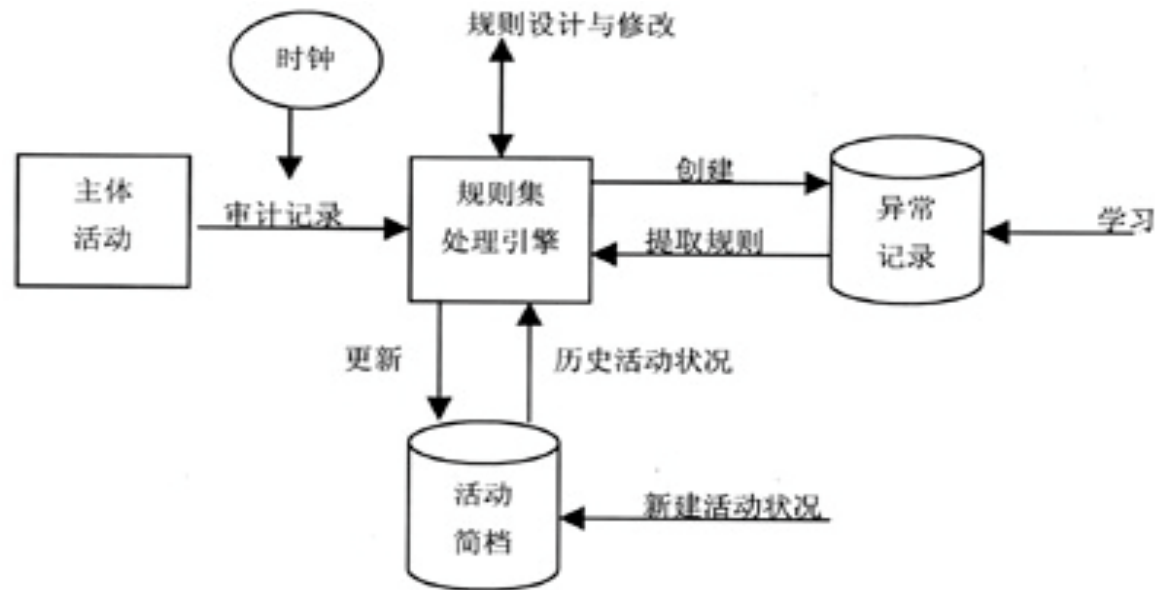 规则设计与修改
时钟
主体
活动
审计记录
规则集
处理引擎
创建
提取规则
异常
记录
学习
更新
历史活动状况
活动
简档
新建活动状况